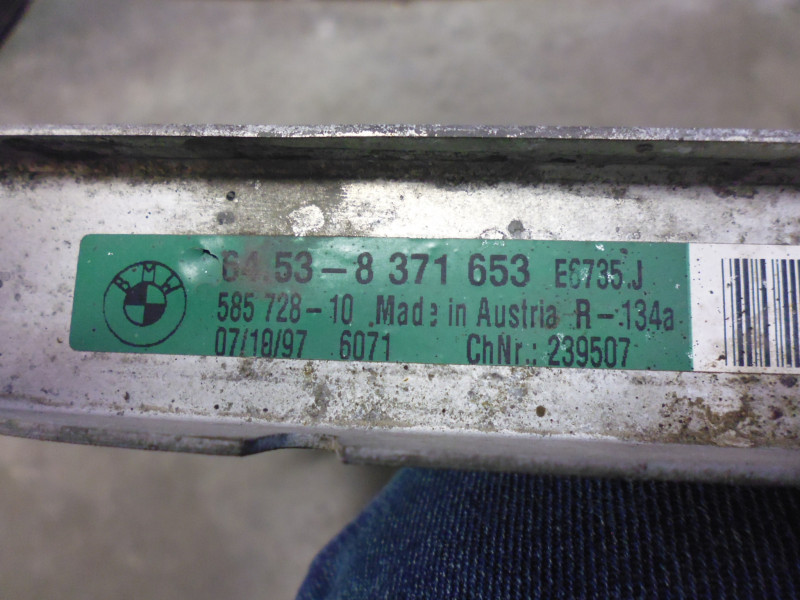 BMW
64.53-8 371 653 E6735.J
585 728-10 Made in Austria R-134a
07/18/97 6071 ChNr.: 239507